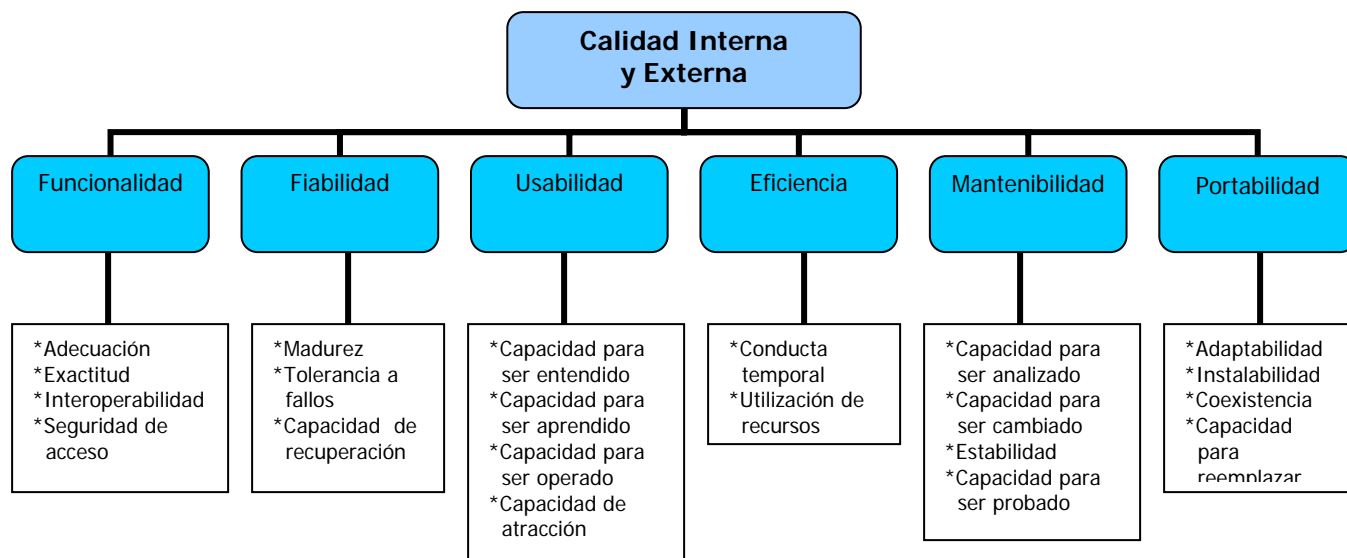 Calidad Interna
y Externa
Funcionalidad
Fiabilidad
Usabilidad
Eficiencia
Mantenibilidad
Portabilidad
*Adecuación
*Exactitud
*Interoperabilidad
*Seguridad de
acceso
*Madurez
*Tolerancia a
fallos
*Capacidad de
recuperación
*Capacidad para
ser entendido
*Capacidad para
ser aprendido
*Capacidad para
ser operado
*Capacidad de
atracción
*Conducta
temporal
*Utilización de
recursos
*Capacidad para
ser analizado
*Capacidad para
ser cambiado
*Estabilidad
*Capacidad para
ser probado
*Adaptabilidad
*Instalabilidad
*Coexistencia
*Capacidad
para
reemplazar